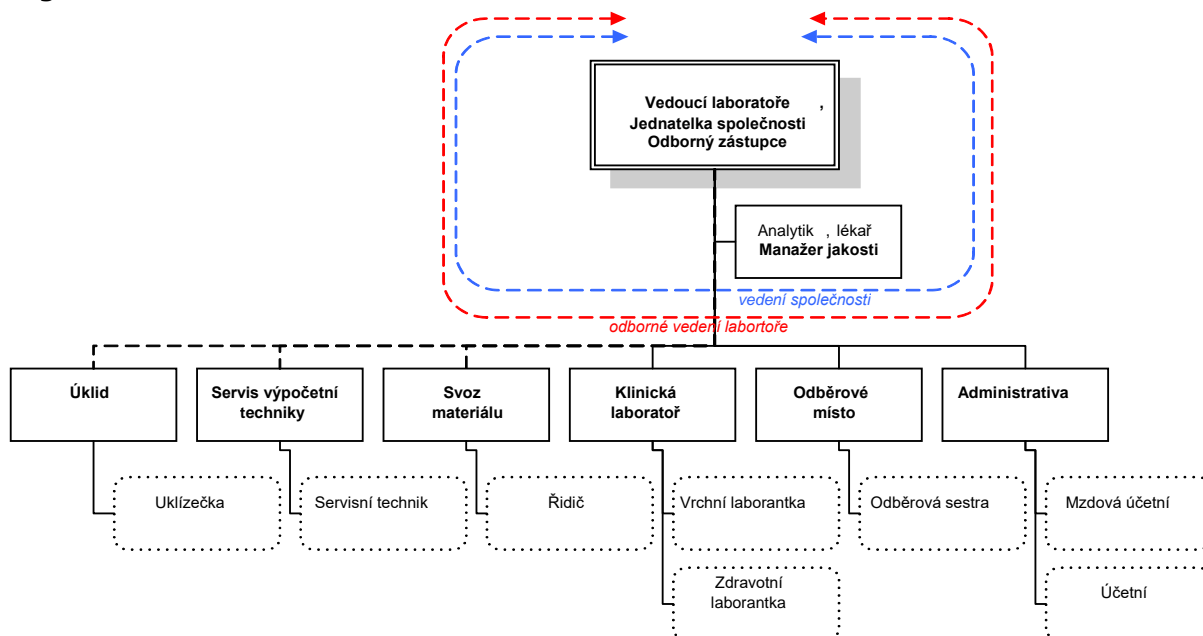 Vedoucí laboratoře ,
Jednatelka společnosti
Odborný zástupce
Analytik , lékař
Manažer jakosti
vedení společnosti
odborné vedení labortoře
Úklid
Servis výpočetní
techniky
Svoz
materiálu
Klinická
laboratoř
Odběrové
místo
Administrativa
Uklízečka
Servisní technik
Řidič
Vrchní laborantka
Odběrová sestra
Mzdová účetní
Zdravotní
laborantka
Účetní